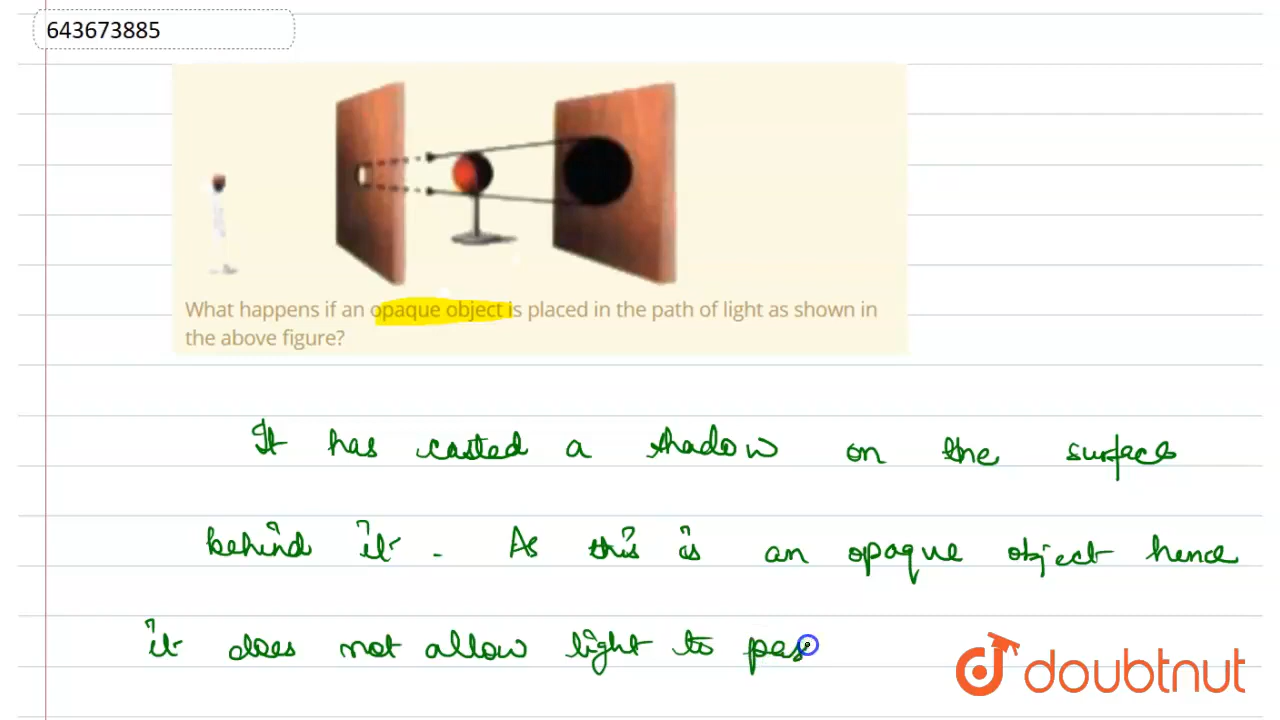 643673885
What happens if an opaque object is placed in the path of light as shown in
the above figure?
It has casted a shadow on the surface
behind it. As this is an opaque object hence
it does not allow light to pas
doubtnut